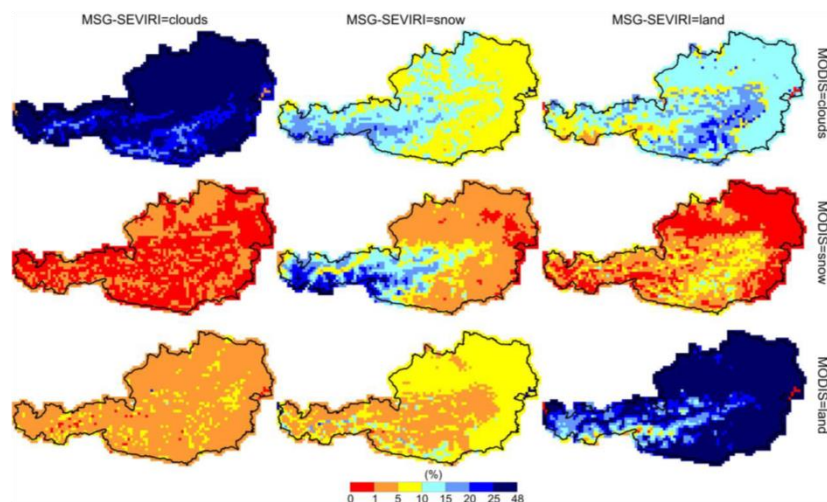 MSG-SEVIRI=clouds MSG-SEVIRI=snow MSG-SEVIRI=land
MODIS=clouds
MODIS=snow
MODIS=land
(%)
0 1 5 10 15 20 25 48